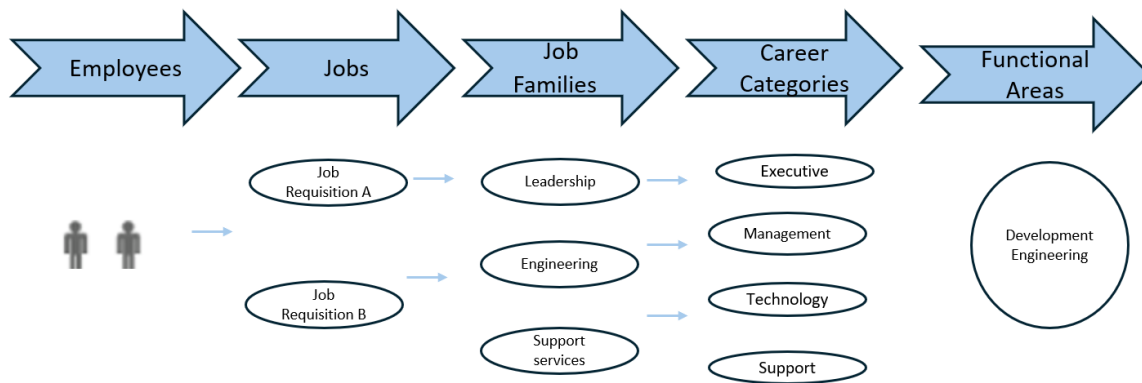 Employees
Jobs
Job
Families
Career
Categories
Functional
Areas
Job
Requisition A
Leadership
Executive
Management
Development
Engineering
Engineering
Job
Requisition B
Technology
Support
services
Support